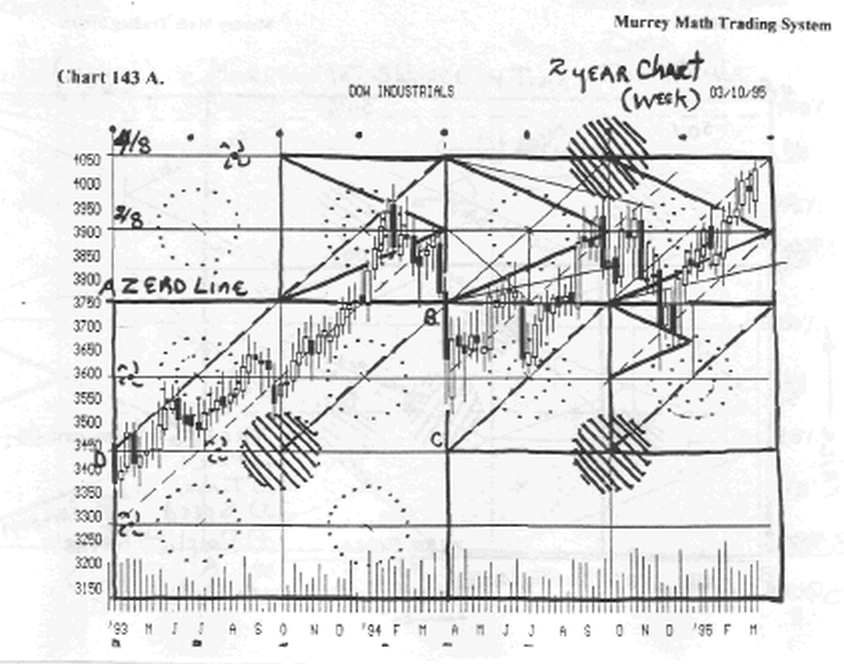 Murrey Math Trading System
Chart 143 A.
2 YEAR CHART
(WEEK)
DOW INDUSTRIALS
03/10/95
4/8
4050
4000
3950
2/8
3900
3850
3800
A ZERO LINE
3750
B
3700
3650
3600
3550
3500
C
3450
D
3400
3350
3300
3250
3200
3150
'93 M J J A S O N D '94 F M A M J J A S O N D '95 F M